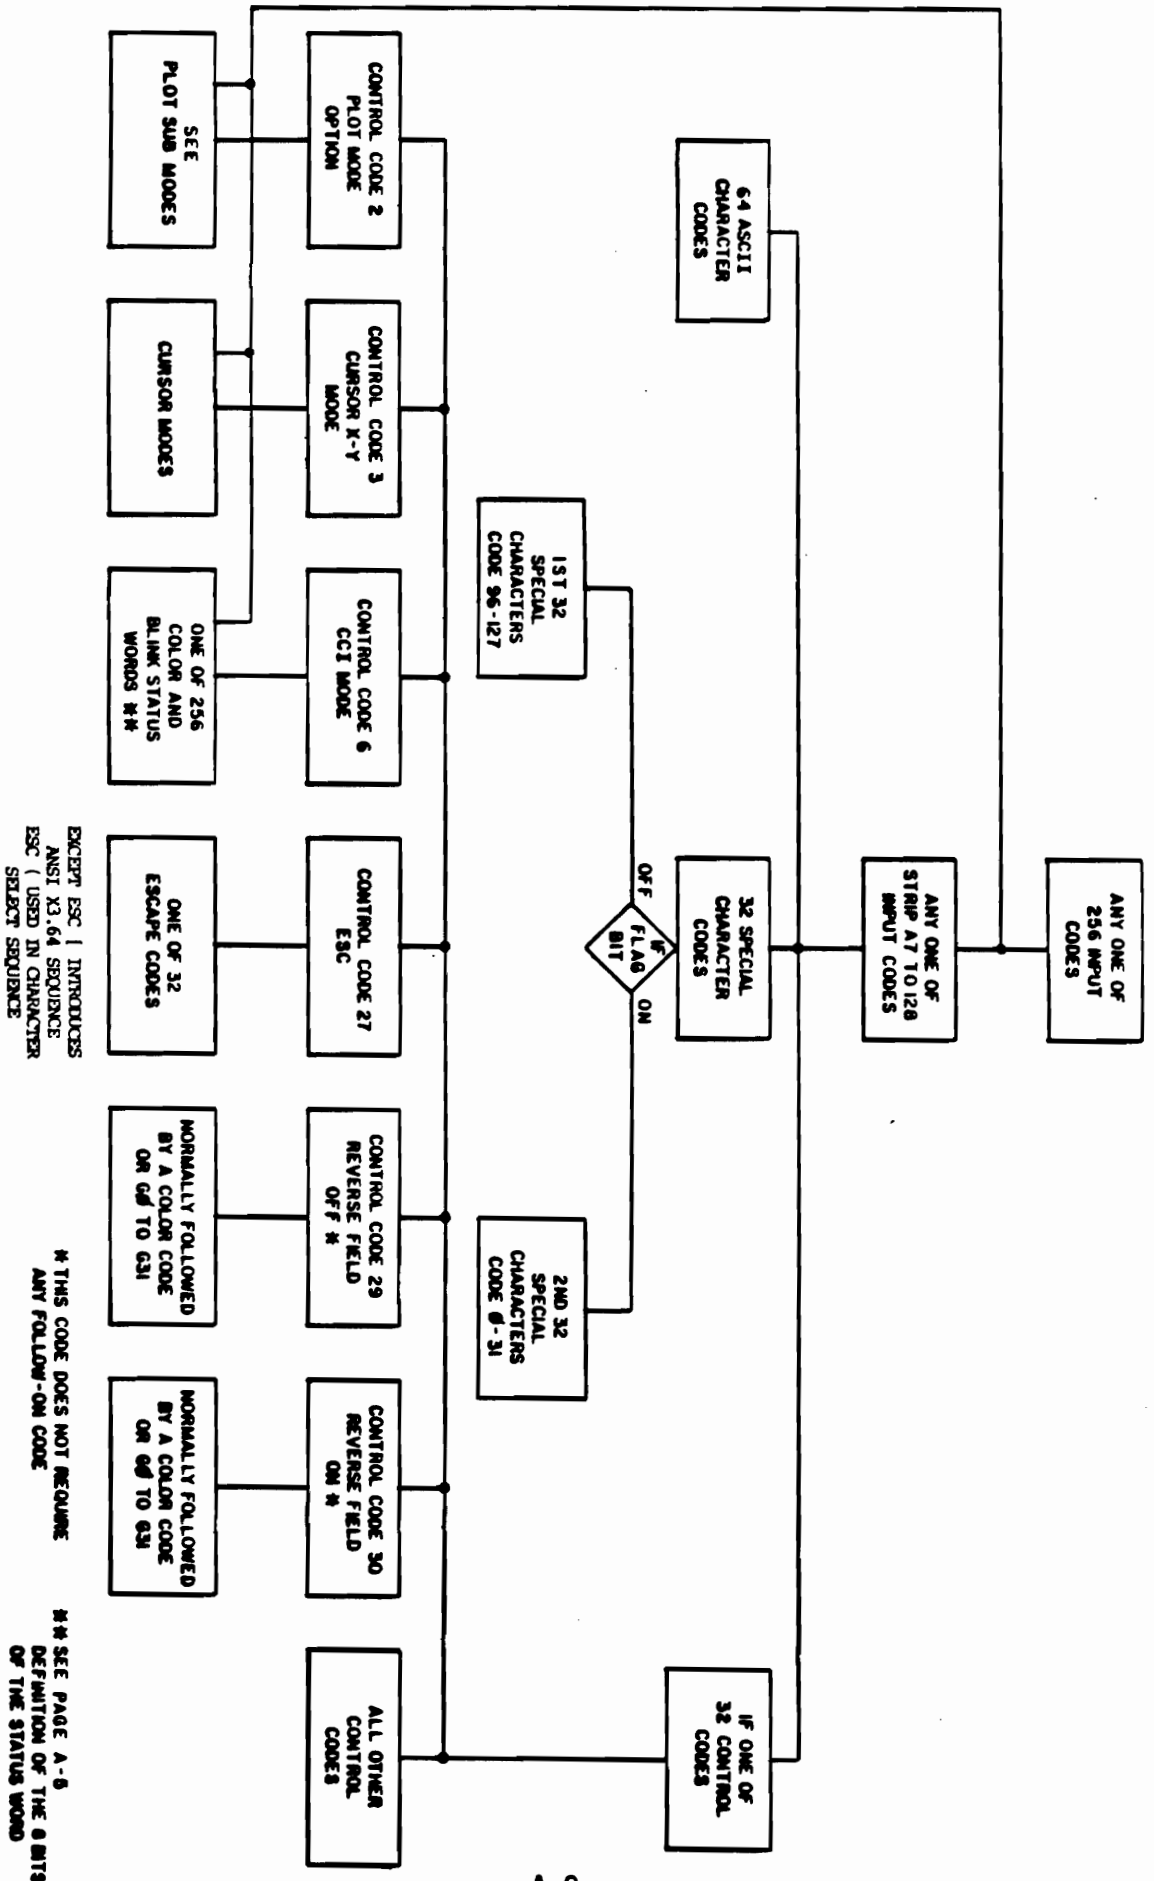 ANY ONE OF
256 INPUT
CODES
ANY ONE OF
STRIP A7 TO 128
INPUT CODES
64 ASCII
CHARACTER
CODES
32 SPECIAL
CHARACTER
CODES
IF ONE OF
32 CONTROL
CODES
OFF
IF
FLAG
BIT
ON
1ST 32
SPECIAL
CHARACTERS
CODE 96-127
2ND 32
SPECIAL
CHARACTERS
CODE Ø-31
CONTROL CODE 2
PLOT MODE
OPTION
CONTROL CODE 3
CURSOR X-Y
MODE
CONTROL CODE 6
CCI MODE
CONTROL CODE 27
ESC
CONTROL CODE 29
REVERSE FIELD
OFF *
CONTROL CODE 30
REVERSE FIELD
ON *
ALL OTHER
CONTROL
CODES
SEE
PLOT SUB MODES
CURSOR MODES
ONE OF 256
COLOR AND
BLINK STATUS
WORDS **
ONE OF 32
ESCAPE CODES
NORMALLY FOLLOWED
BY A COLOR CODE
OR GØ TO G31
NORMALLY FOLLOWED
BY A COLOR CODE
OR GØ TO G31
EXCEPT ESC [ INTRODUCES
ANSI X3.64 SEQUENCE
ESC ( USED IN CHARACTER
SELECT SEQUENCE
* THIS CODE DOES NOT REQUIRE
ANY FOLLOW-ON CODE
** SEE PAGE A-5
DEFINITION OF THE 8 BITS
OF THE STATUS WORD